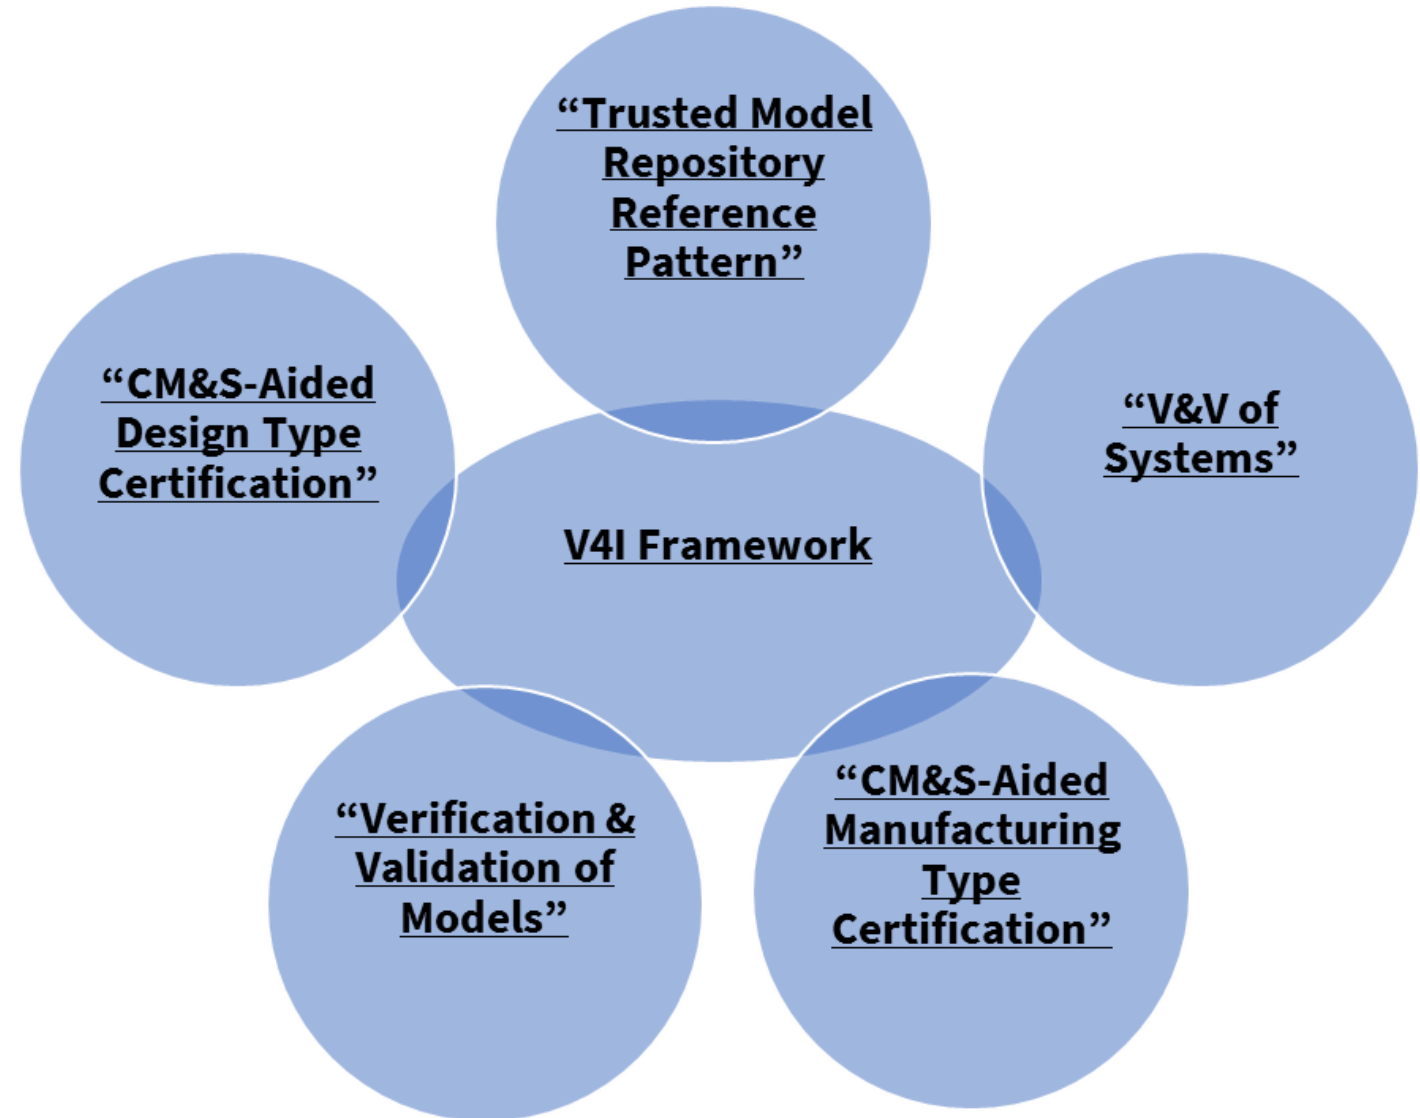 “Trusted Model
Repository
Reference
Pattern”
“CM&S-Aided
Design Type
Certification”
“V&V of
Systems”
V4I Framework
“Verification &
Validation of
Models”
“CM&S-Aided
Manufacturing
Type
Certification”